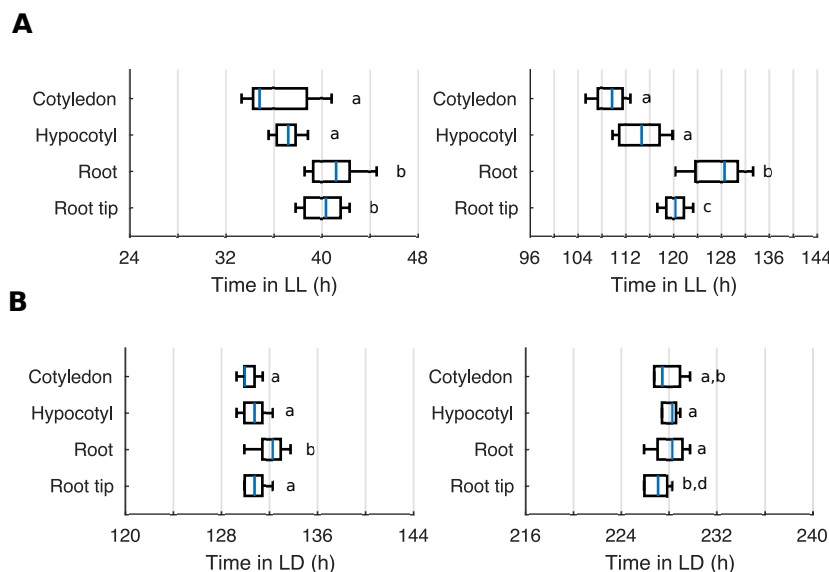 A
Cotyledon a
Hypocotyl a
Root b
Root tip b
24 32 40 48
Time in LL (h)
Cotyledon a
Hypocotyl a
Root b
Root tip c
96 104 112 120 128 136 144
Time in LL (h)
B
Cotyledon a
Hypocotyl a
Root b
Root tip a
120 128 136 144
Time in LD (h)
Cotyledon a,b
Hypocotyl a
Root a
Root tip b,d
216 224 232 240
Time in LD (h)